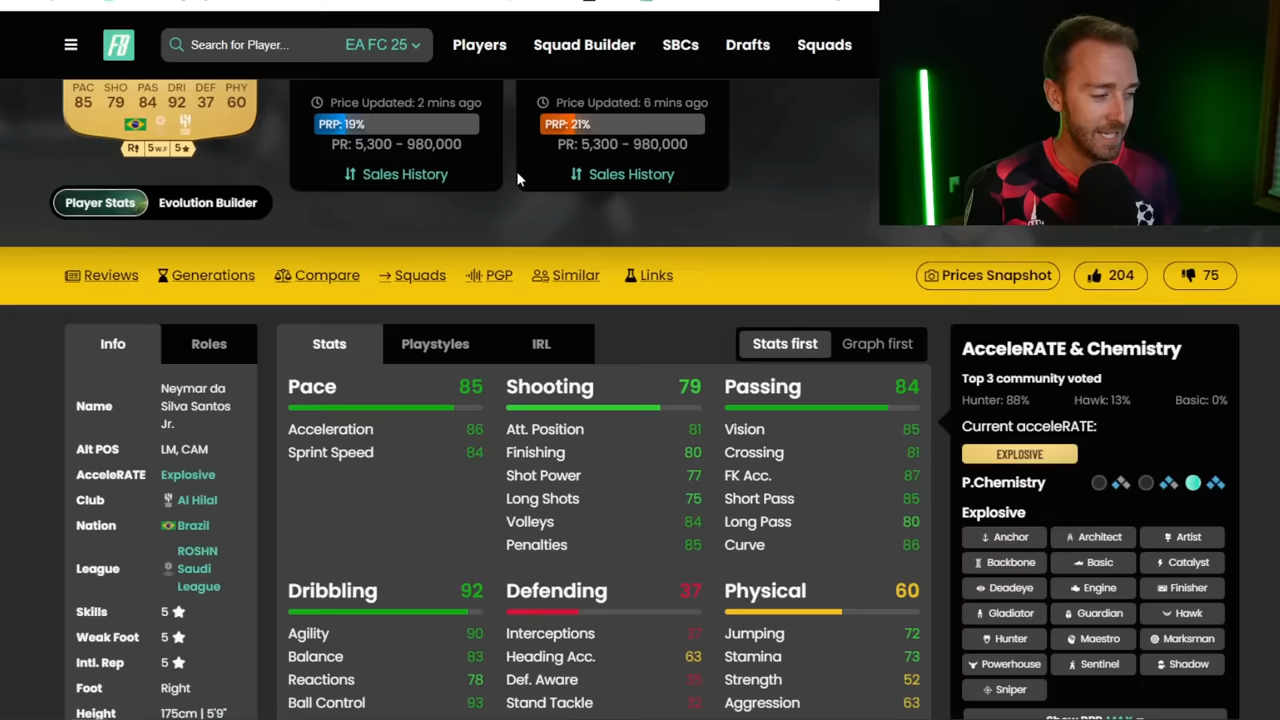 Search for Player... EA FC 25 Players Squad Builder SBCs Drafts Squads
PAC SHO PAS DRI DEF PHY
85 79 84 92 37 60
R 5 W.F 5★
Price Updated: 2 mins ago
PRP: 19%
PR: 5,300 - 980,000
Sales History
Price Updated: 6 mins ago
PRP: 21%
PR: 5,300 - 980,000
Sales History
Player Stats Evolution Builder
Reviews Generations Compare Squads PGP Similar Links Prices Snapshot 204 75
Info Roles
Name Neymar da
Silva Santos
Jr.
Alt POS LM, CAM
AcceleRATE Explosive
Club Al Hilal
Nation Brazil
League ROSHN
Saudi
League
Skills 5 ★
Weak Foot 5 ★
Intl. Rep 5 ★
Foot Right
Height 175cm | 5'9"
Stats Playstyles IRL Stats first Graph first
Pace 85
Acceleration 86
Sprint Speed 84
Shooting 79
Att. Position 81
Finishing 80
Shot Power 77
Long Shots 75
Volleys 84
Penalties 85
Passing 84
Vision 85
Crossing 81
FK Acc. 87
Short Pass 85
Long Pass 80
Curve 86
Dribbling 92
Agility 90
Balance 83
Reactions 78
Ball Control 93
Defending 37
Interceptions 37
Heading Acc. 63
Def. Aware 35
Stand Tackle 32
Physical 60
Jumping 72
Stamina 73
Strength 52
Aggression 63
AcceleRATE & Chemistry
Top 3 community voted
Hunter: 88% Hawk: 13% Basic: 0%
Current acceleRATE:
EXPLOSIVE
P.Chemistry
Explosive
Anchor Architect Artist
Backbone Basic Catalyst
Deadeye Engine Finisher
Gladiator Guardian Hawk
Hunter Maestro Marksman
Powerhouse Sentinel Shadow
Sniper